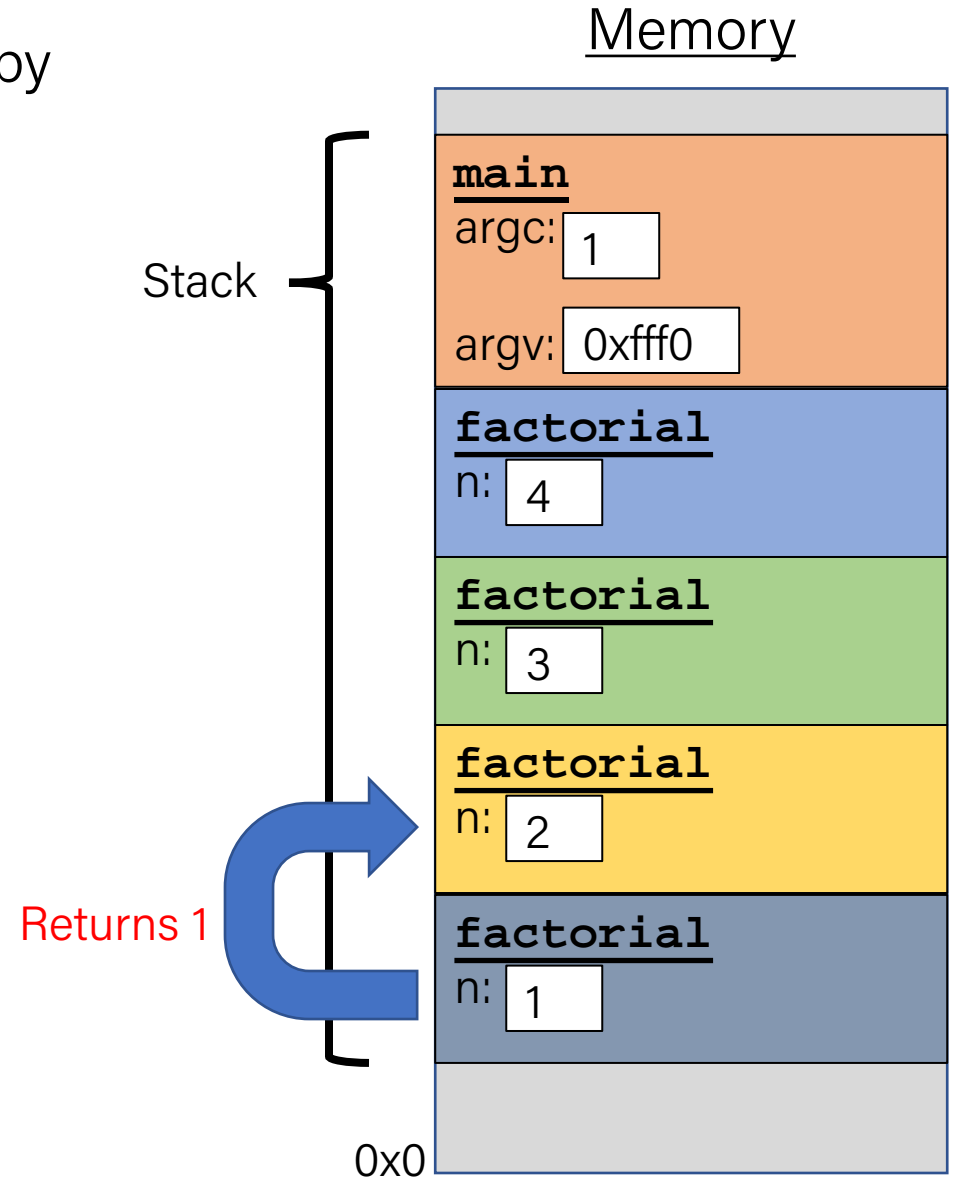 by
Memory
main
argc: 1
Stack
argv: 0xfff0
factorial
n: 4
factorial
n: 3
factorial
n: 2
Returns 1
factorial
n: 1
0x0